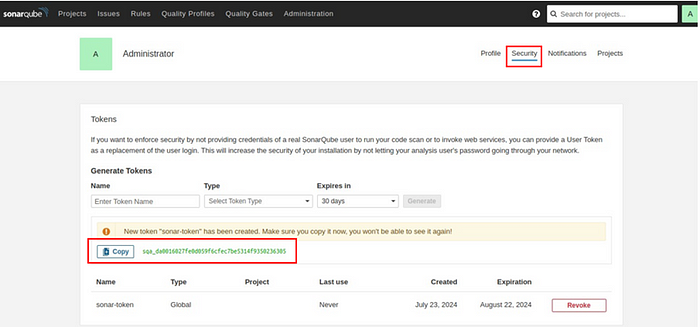 sonarqube Projects Issues Rules Quality Profiles Quality Gates Administration ? Search for projects... A
A Administrator Profile Security Notifications Projects
Tokens
If you want to enforce security by not providing credentials of a real SonarQube user to run your code scan or to invoke web services, you can provide a User Token
as a replacement of the user login. This will increase the security of your installation by not letting your analysis user's password going through your network.
Generate Tokens
Name Type Expires in
Enter Token Name Select Token Type 30 days Generate
New token "sonar-token" has been created. Make sure you copy it now, you won't be able to see it again!
Copy sqa_da0016027fe0d059f6cfec7be5314f9350236305
Name Type Project Last use Created Expiration
sonar-token Global Never July 23, 2024 August 22, 2024 Revoke